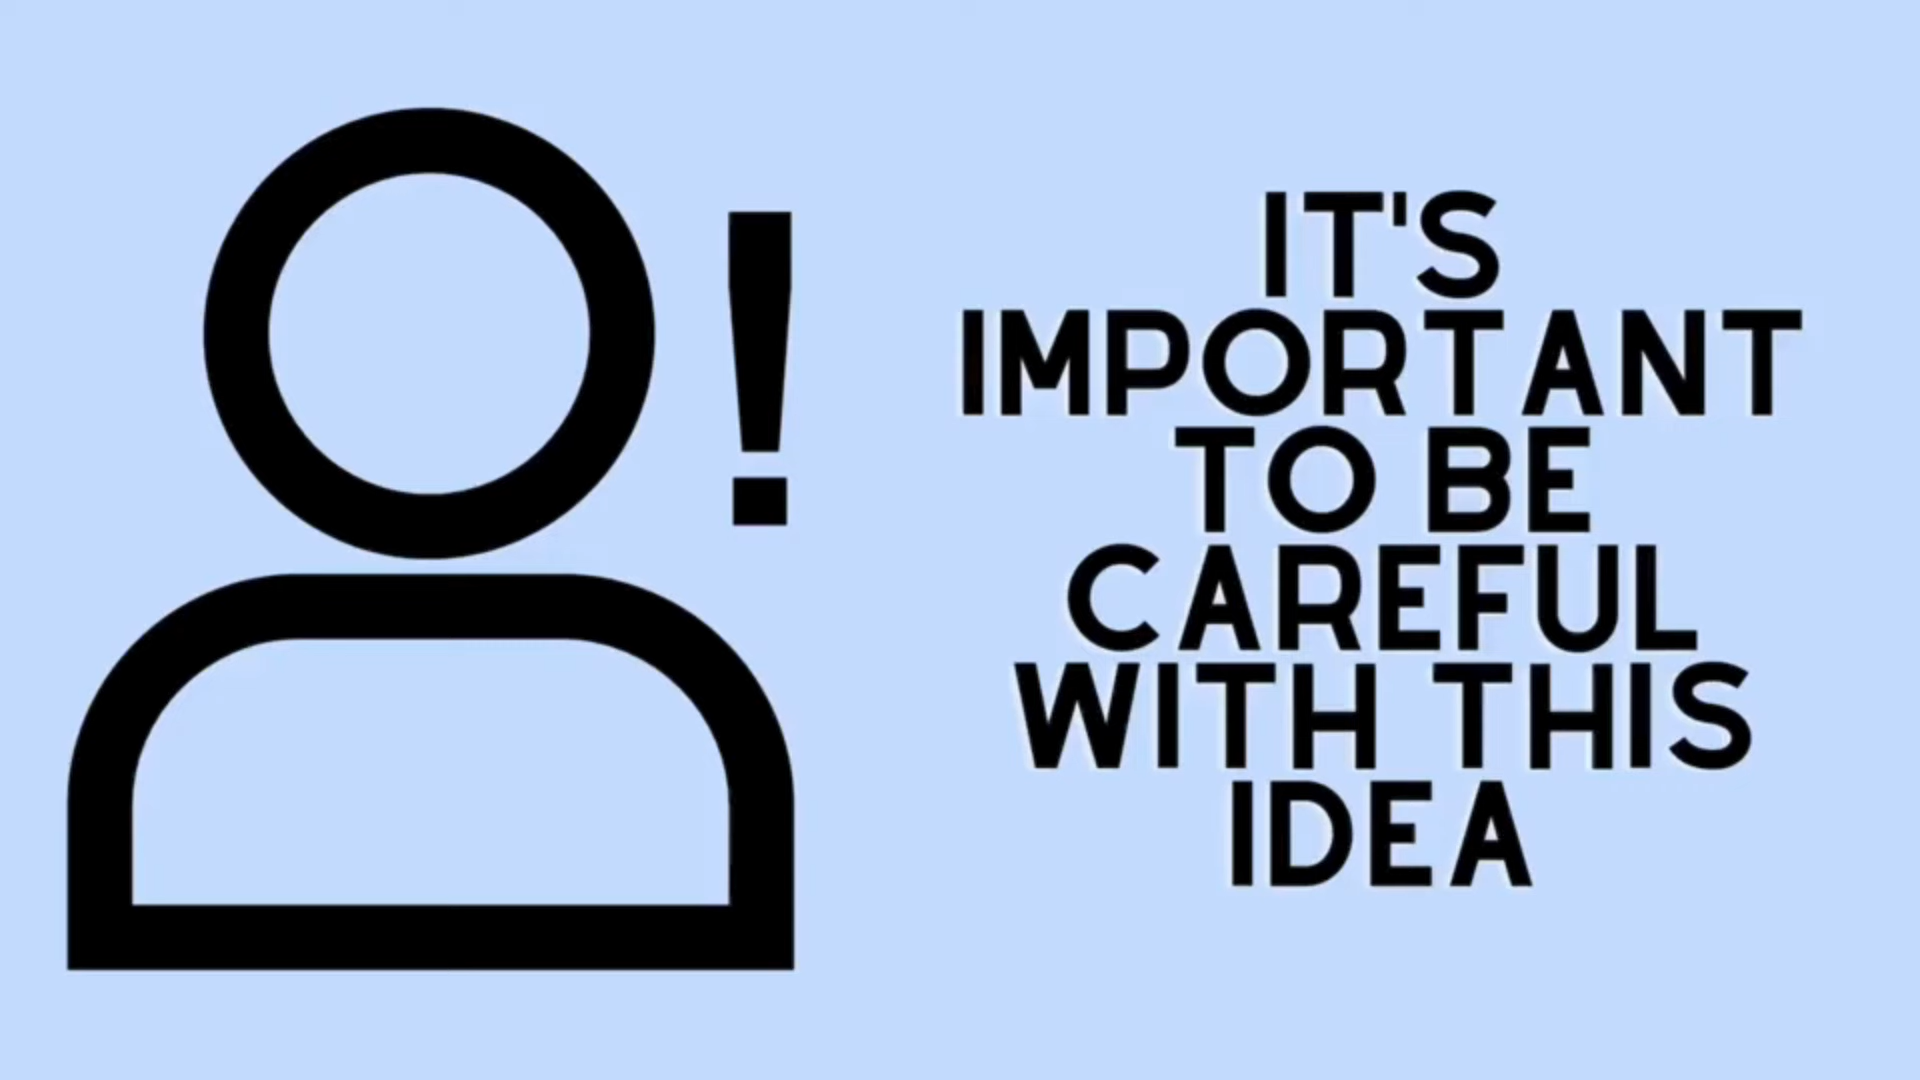 !
IT'S
IMPORTANT
TO BE
CAREFUL
WITH THIS
IDEA